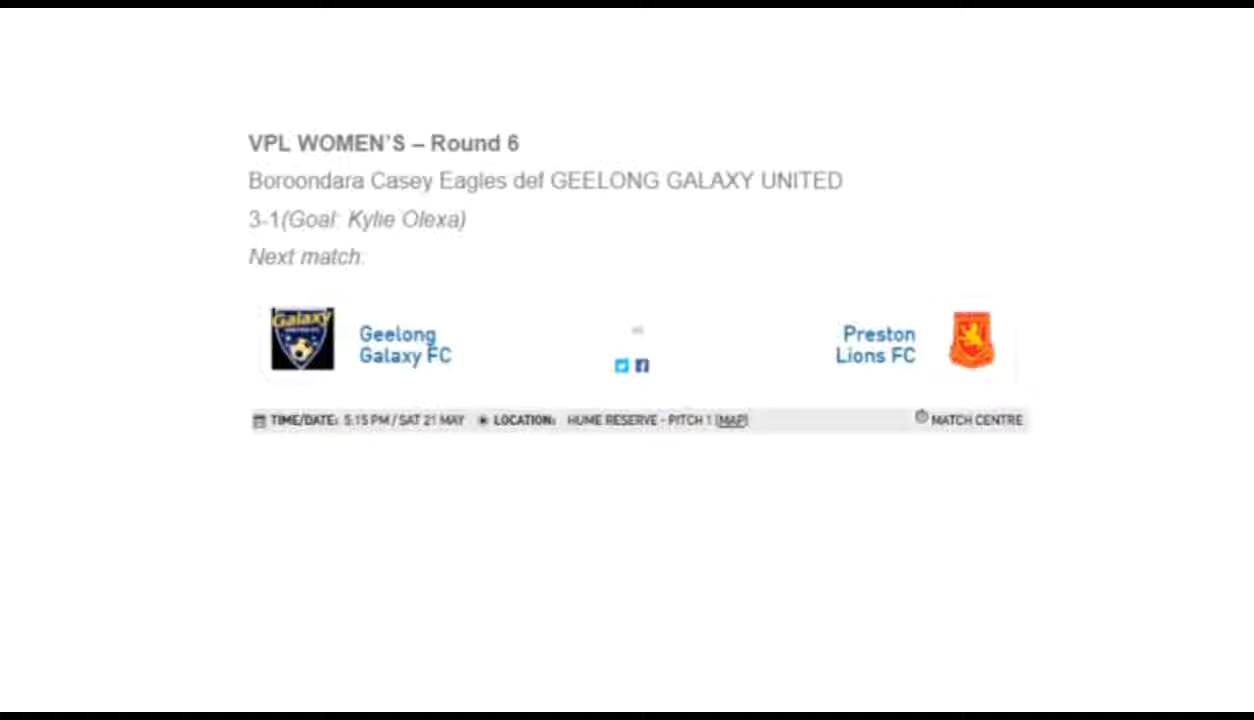 VPL WOMEN'S – Round 6
Boroondara Casey Eagles def GEELONG GALAXY UNITED
3-1(Goal: Kylie Olexa)
Next match:
Galaxy
Geelong
Galaxy FC
vs
Preston
Lions FC
TIME/DATE: 5:15 PM / SAT 21 MAY LOCATION: HUME RESERVE - PITCH 1 (MAP) MATCH CENTRE